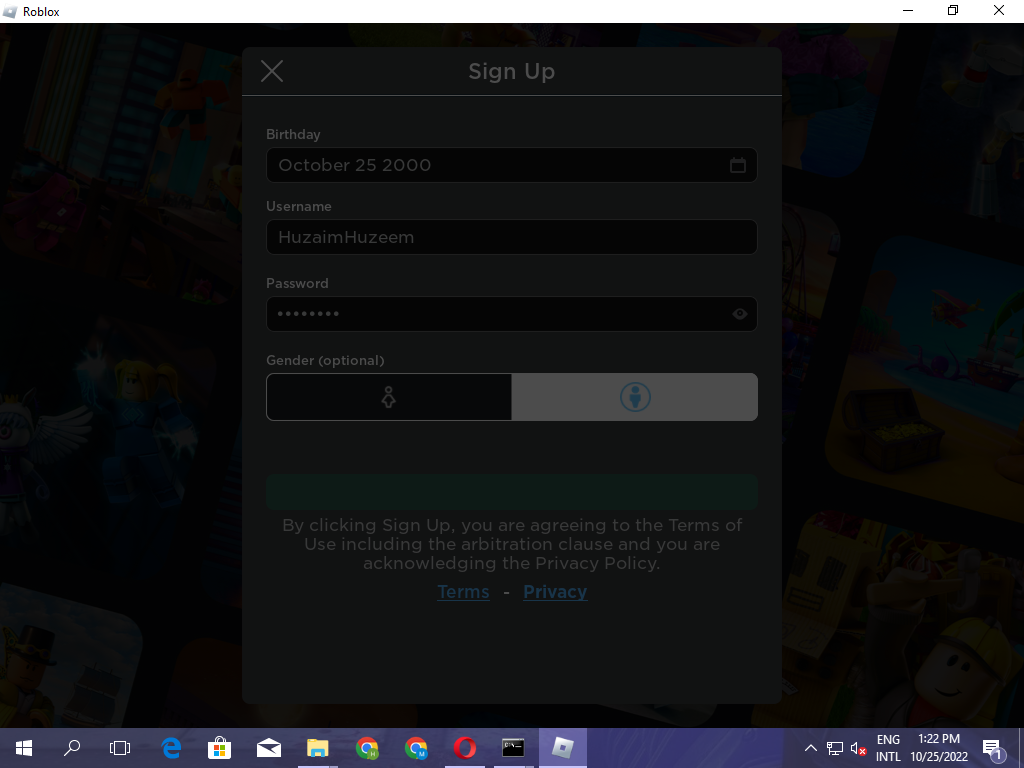 Roblox
Sign Up
Birthday
October 25 2000
Username
HuzaimHuzeem
Password
••••••••
Gender (optional)
By clicking Sign Up, you are agreeing to the Terms of
Use including the arbitration clause and you are
acknowledging the Privacy Policy.
Terms - Privacy
ENG
INTL
1:22 PM
10/25/2022
1
H
M